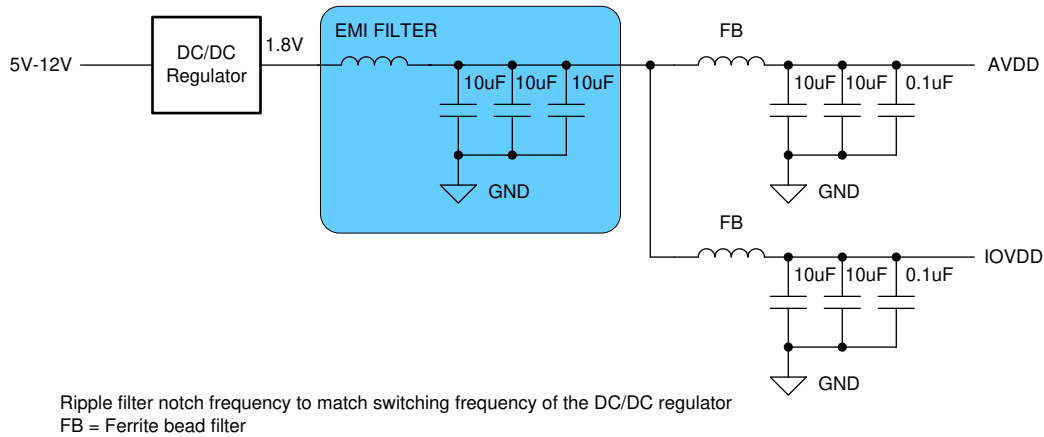 EMI FILTER
FB
5V-12V
DC/DC
Regulator
1.8V
AVDD
10uF
10uF
10uF
10uF
10uF
0.1uF
GND
GND
FB
IOVDD
10uF
10uF
0.1uF
GND
Ripple filter notch frequency to match switching frequency of the DC/DC regulator
FB = Ferrite bead filter